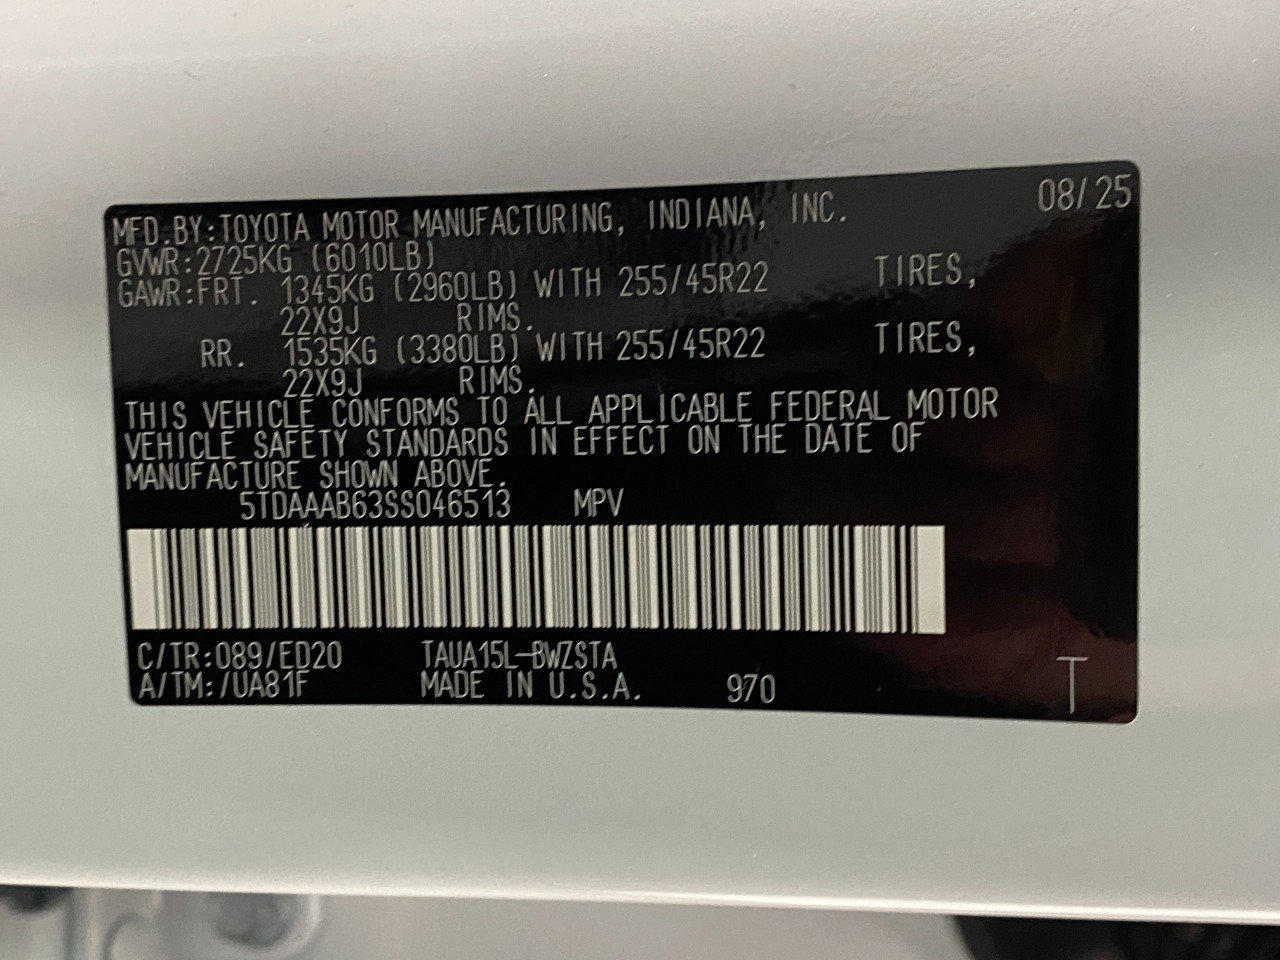 MFD.BY:TOYOTA MOTOR MANUFACTURING, INDIANA, INC. 08/25
GVWR:2725KG (6010LB)
GAWR:FRT. 1345KG (2960LB) WITH 255/45R22 TIRES,
22X9J RIMS.
RR. 1535KG (3380LB) WITH 255/45R22 TIRES,
22X9J RIMS.
THIS VEHICLE CONFORMS TO ALL APPLICABLE FEDERAL MOTOR
VEHICLE SAFETY STANDARDS IN EFFECT ON THE DATE OF
MANUFACTURE SHOWN ABOVE.
5TDAAAB63SS046513 MPV
C/TR:089/ED20 TAUA15L-BWZSTA
A/TM:/UA81F MADE IN U.S.A. 970 T